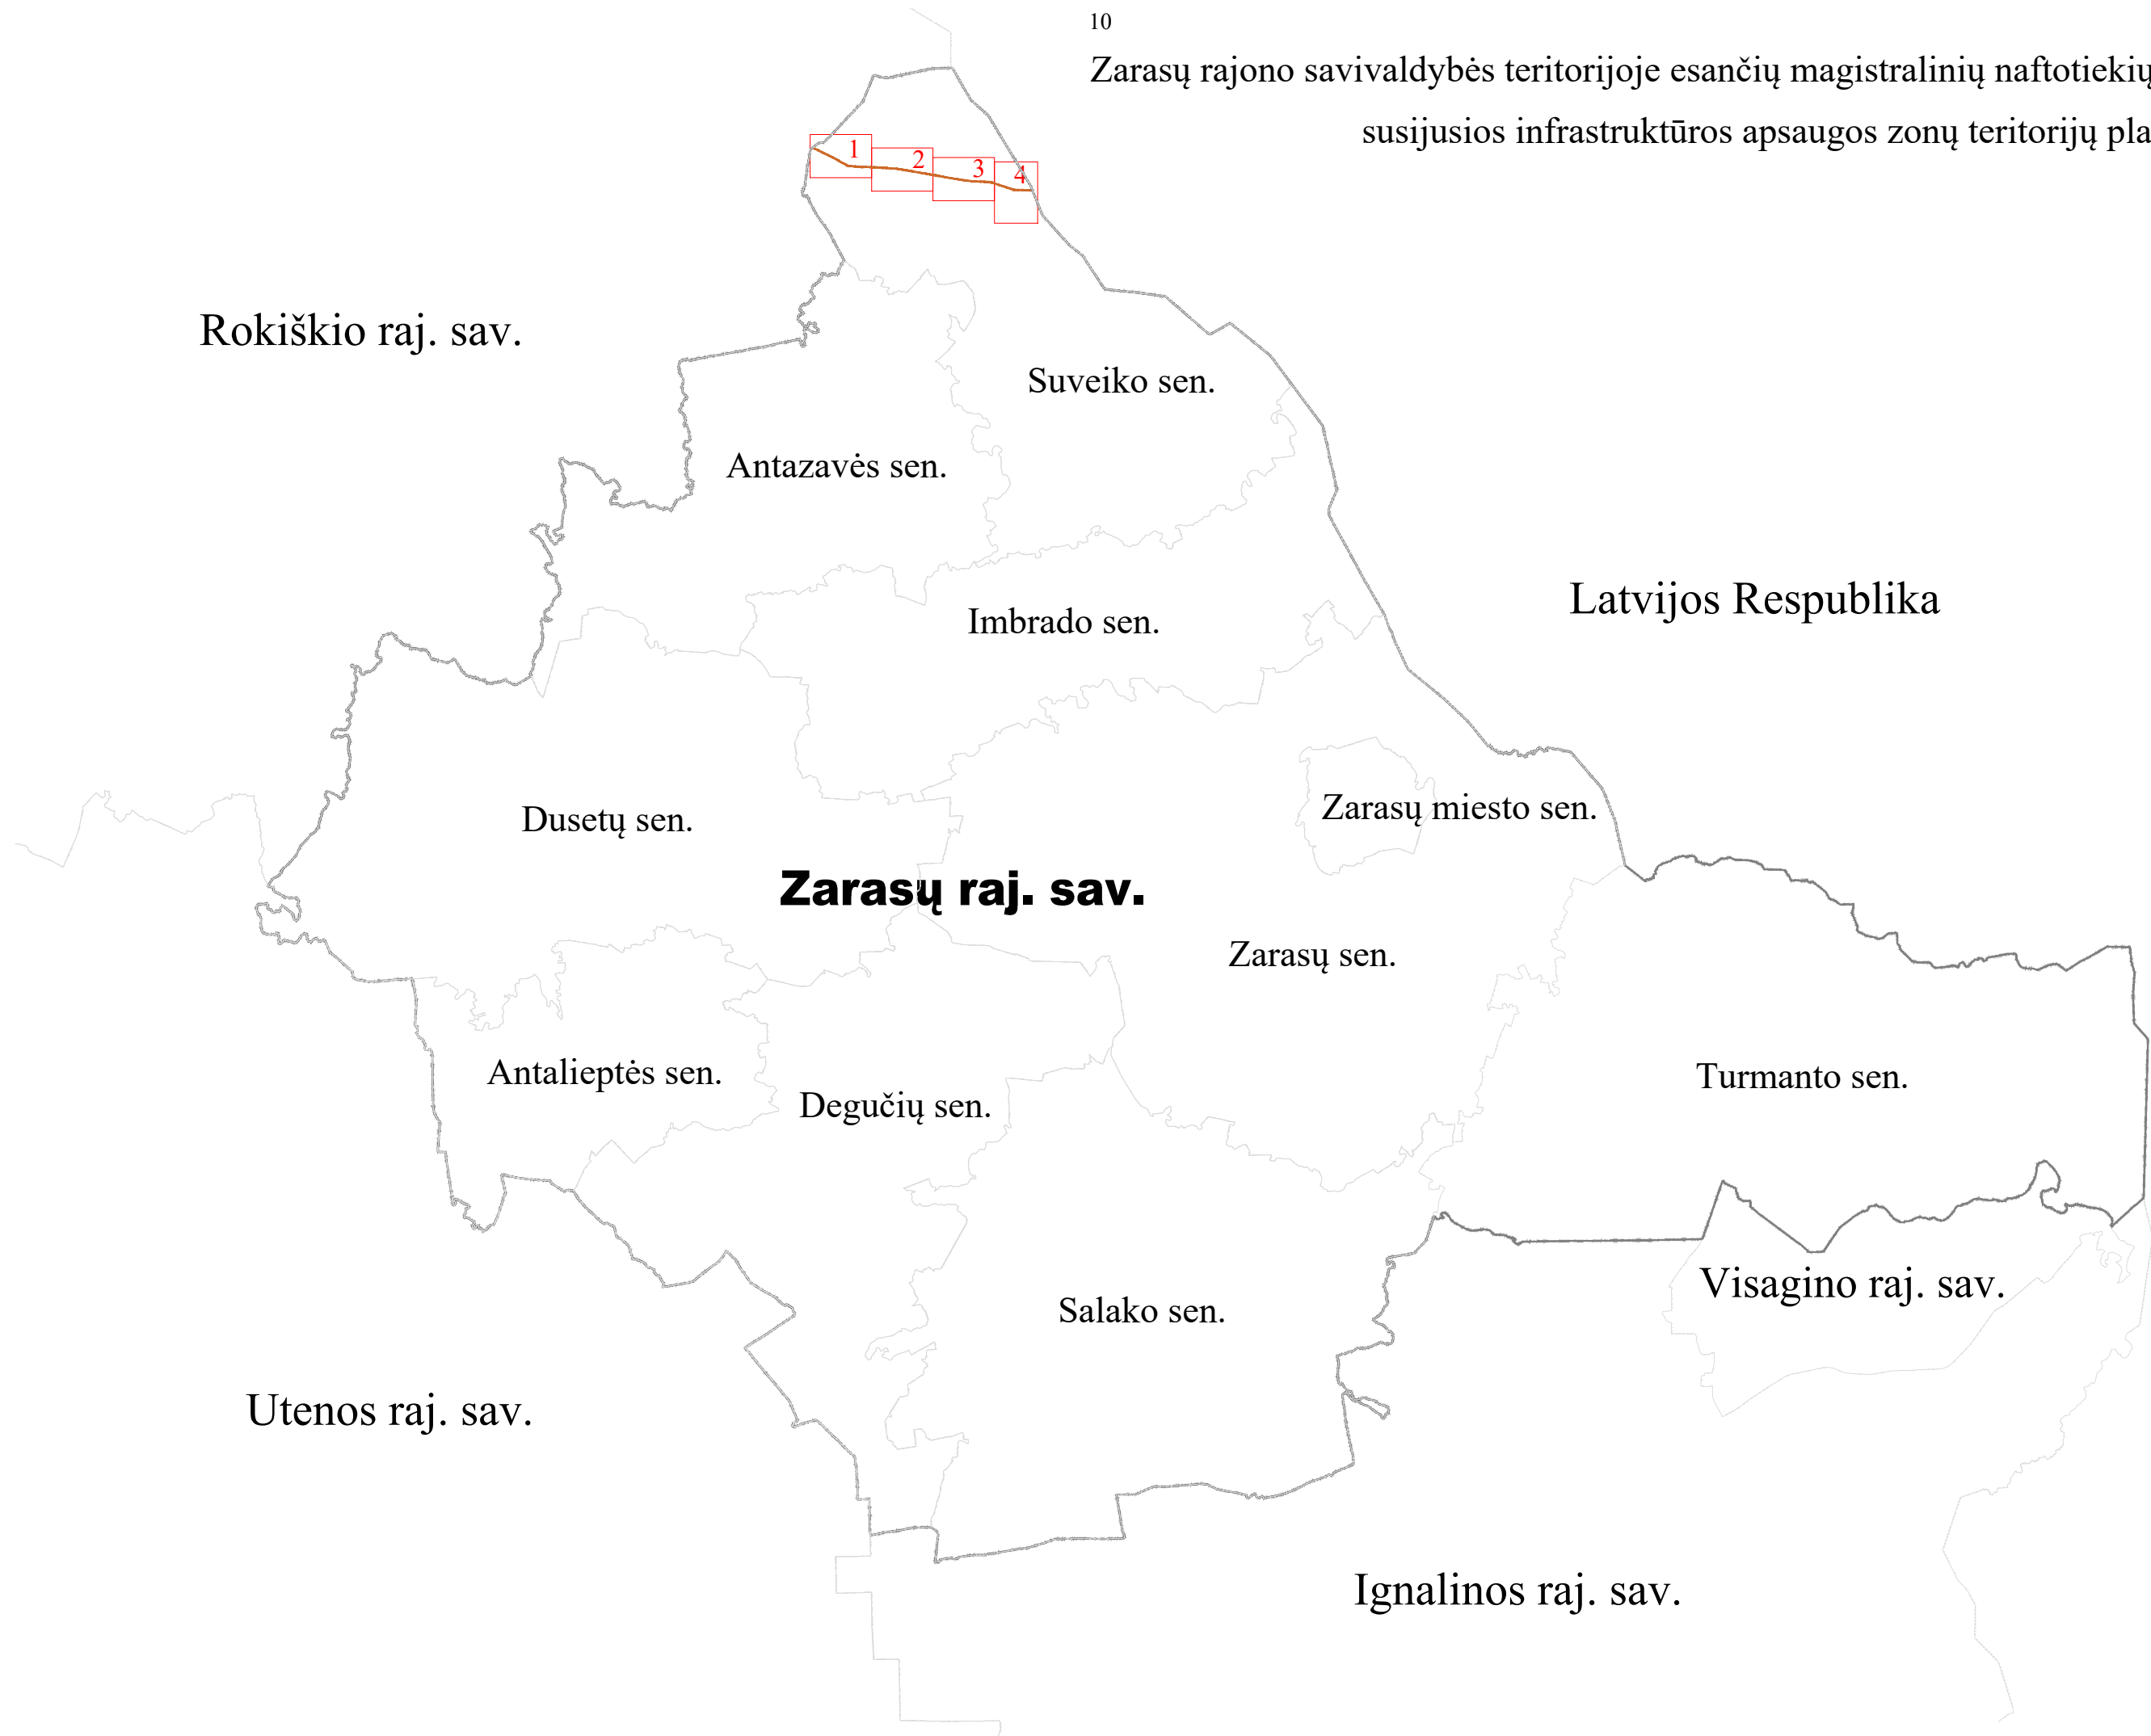 10
Zarasų rajono savivaldybės teritorijoje esančių magistralinių naftotiekių
susijusios infrastruktūros apsaugos zonų teritorijų
1
2
3
4
Rokiškio raj. sav.
Suveiko sen.
Antazavės sen.
Latvijos Respublika
Imbrado sen.
Zarasų miesto sen.
Dusetų sen.
Zarasų raj. sav.
Zarasų sen.
Antalieptės sen.
Turmanto sen.
Degučių sen.
Visagino raj. sav.
Salako sen.
Utenos raj. sav.
Ignalinos raj. sav.